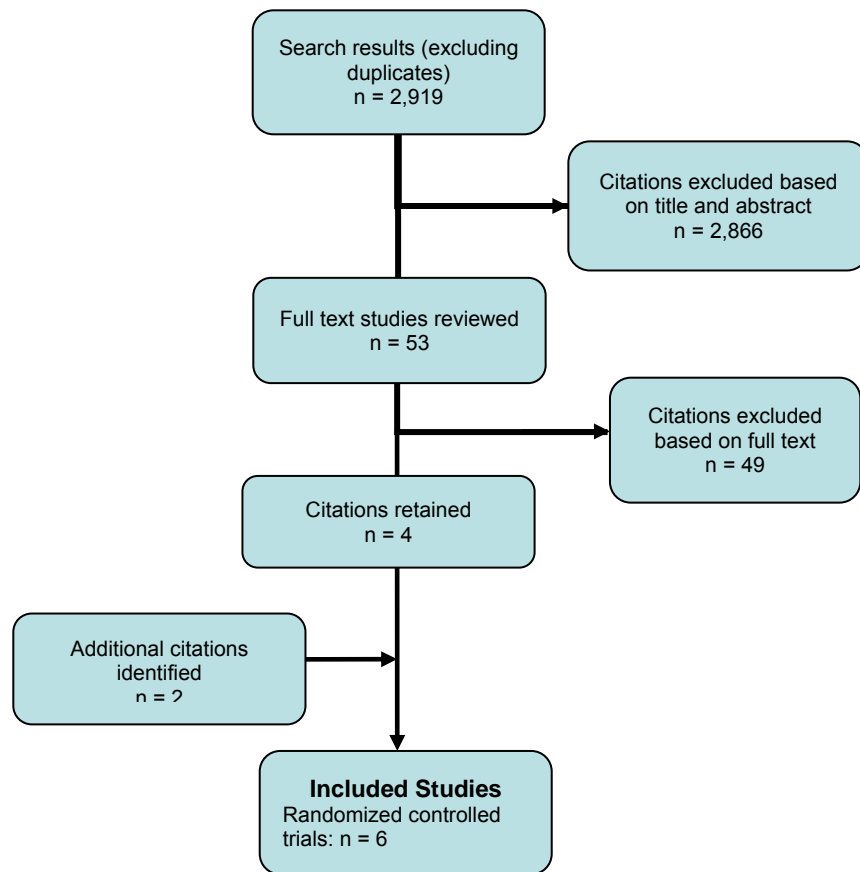 Search results (excluding
duplicates)
n = 2,919
Citations excluded based
on title and abstract
n = 2,866
Full text studies reviewed
n = 53
Citations excluded
based on full text
n = 49
Citations retained
n = 4
Additional citations
identified
n = 2
Included Studies
Randomized controlled
trials: n = 6